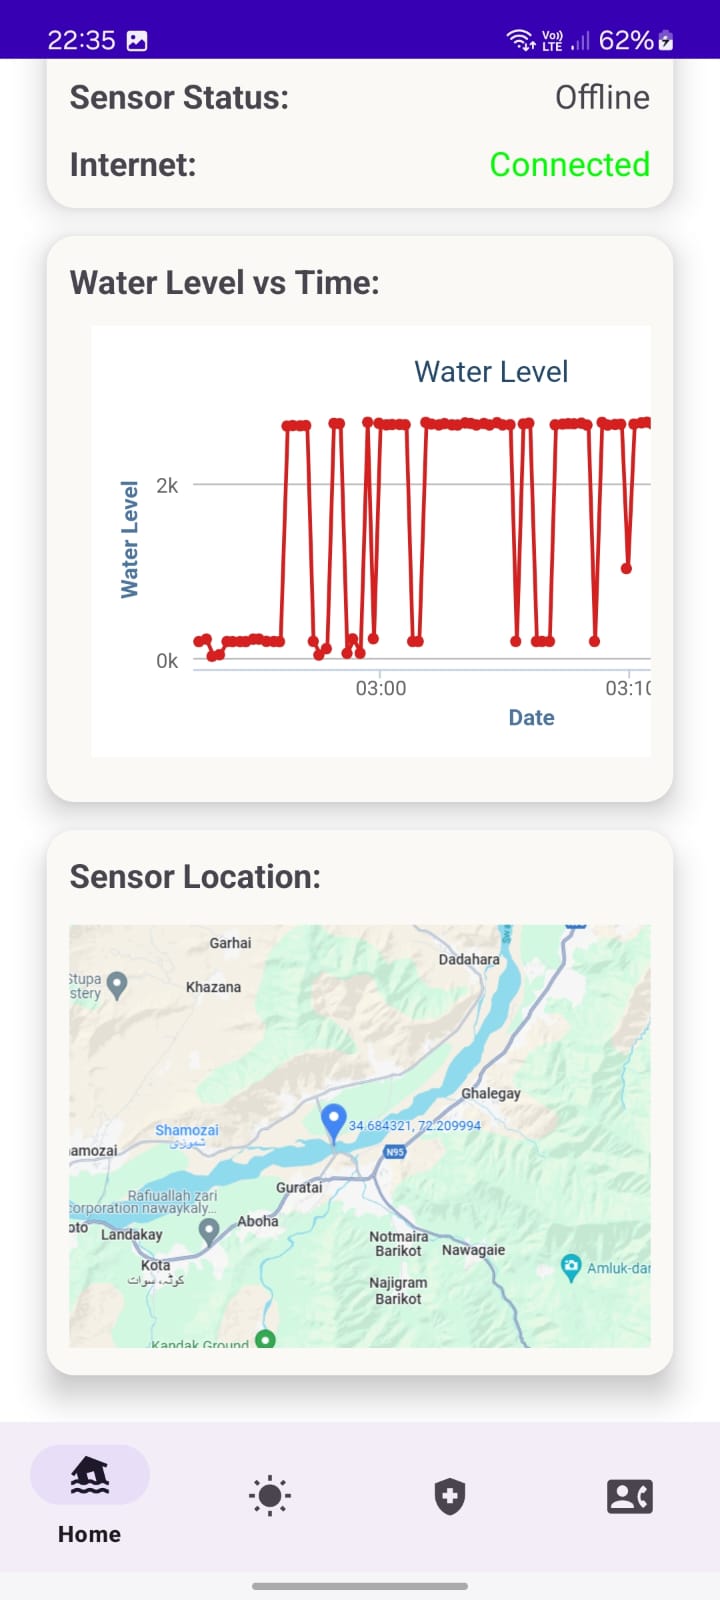 22:35
Vo))
LTE
62%
Sensor Status: Offline
Internet: Connected
Water Level vs Time:
Water Level
Water Level
2k
0k
03:00
03:10
Date
Sensor Location:
Garhai
Dadahara
Stupa
stery
Khazana
Ghalegay
34.684321, 72.209994
Shamozai
شموزئی
amozai
N95
Guratai
Rafiuallah zari
corporation nawaykaly...
oto
Landakay
Aboha
Notmaira
Barikot
Nawagaie
Kota
کوٹہ، سوات
Amluk-dar
Najigram
Barikot
Kandak Ground
Home